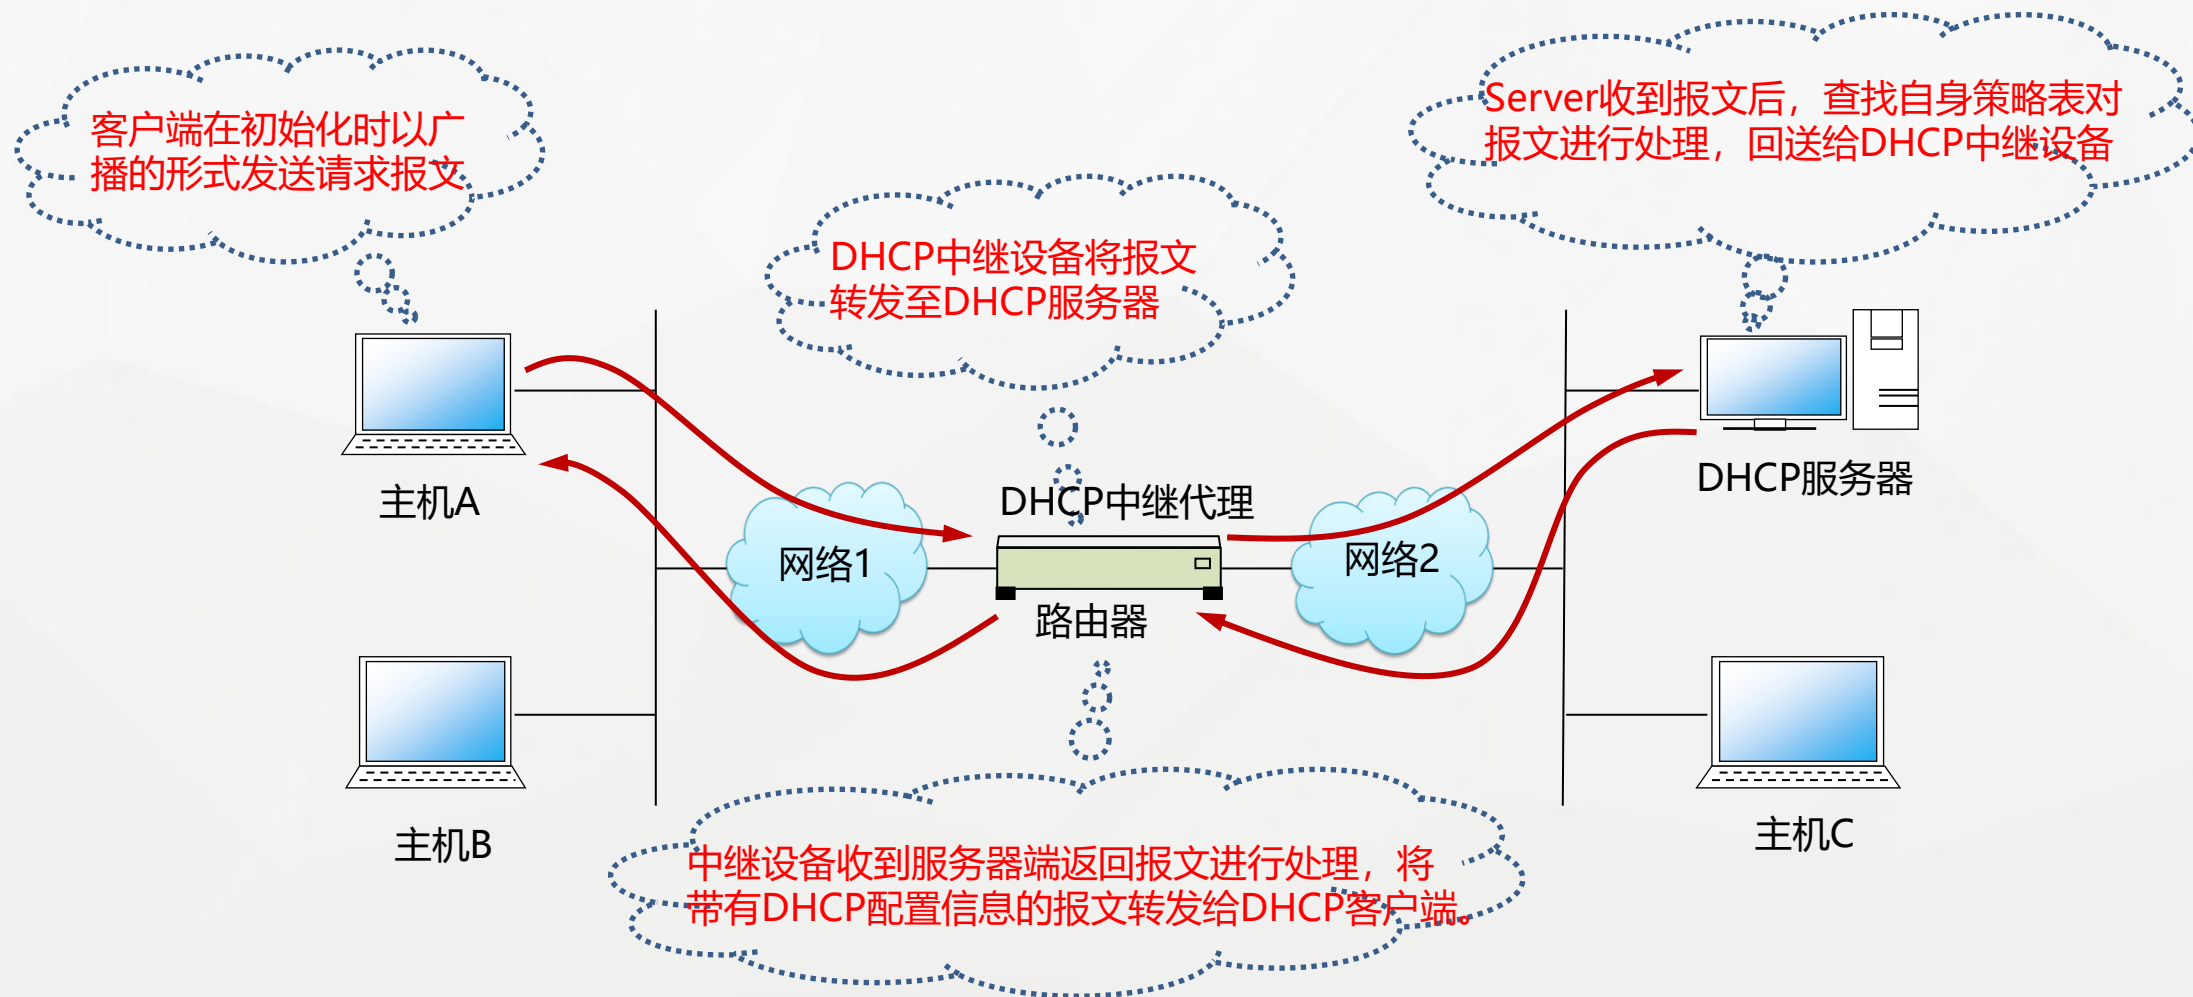 客户端在初始化时以广
播的形式发送请求报文
Server收到报文后，查找自身策略表对
报文进行处理，回送给DHCP中继设备
DHCP中继设备将报文
转发至DHCP服务器
主机A
DHCP中继代理
DHCP服务器
网络1
网络2
路由器
主机B
主机C
中继设备收到服务器端返回报文进行处理，将
带有DHCP配置信息的报文转发给DHCP客户端。